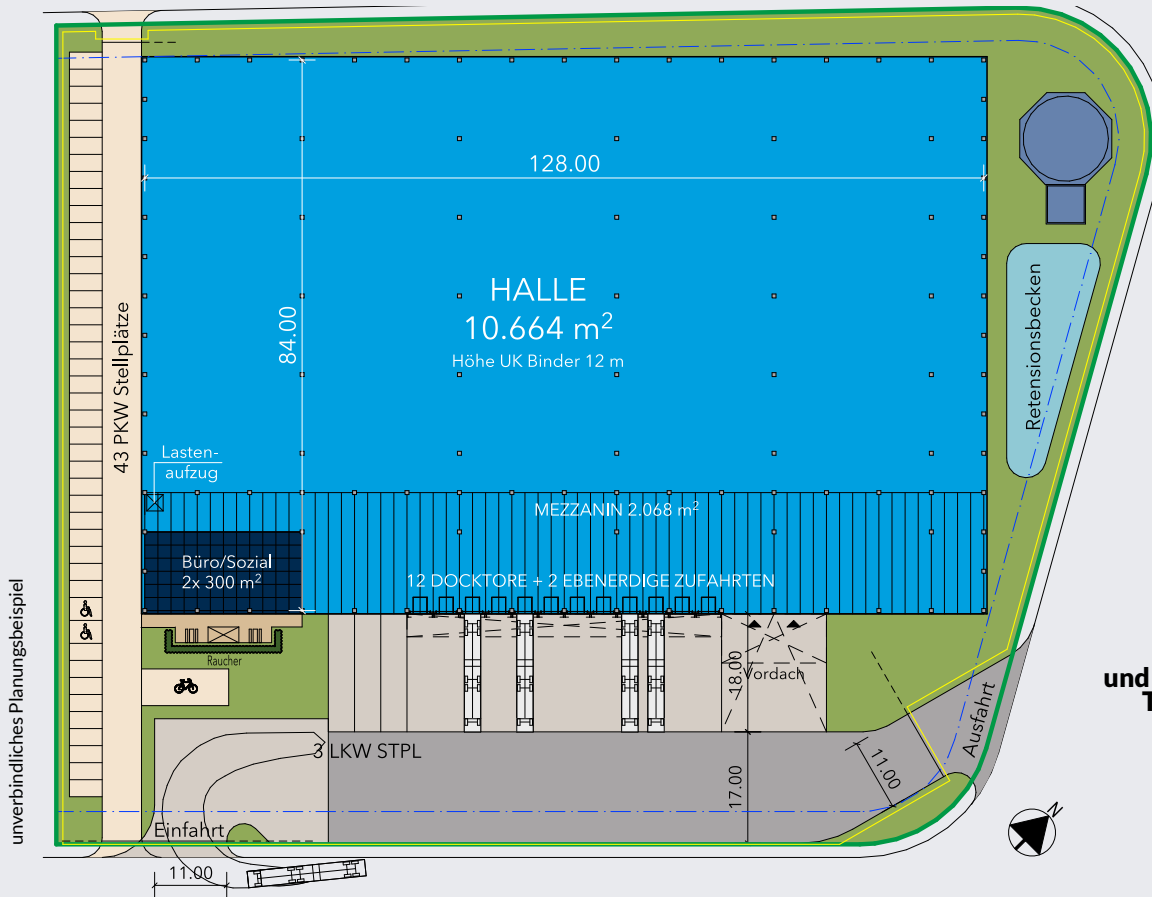 128.00
HALLE
10.664 m²
Höhe UK Binder 12 m
84.00
43 PKW Stellplätze
Retensionsbecken
Lasten-
aufzug
MEZZANIN 2.068 m²
Büro/Sozial
2x 300 m²
12 DOCKTORE + 2 EBENERDIGE ZUFAHRTEN
Raucher
18.00
Vordach
und
T
3 LKW STPL
Ausfahrt
11.00
17.00
Einfahrt
11.00
N
unverbindliches Planungsbeispiel